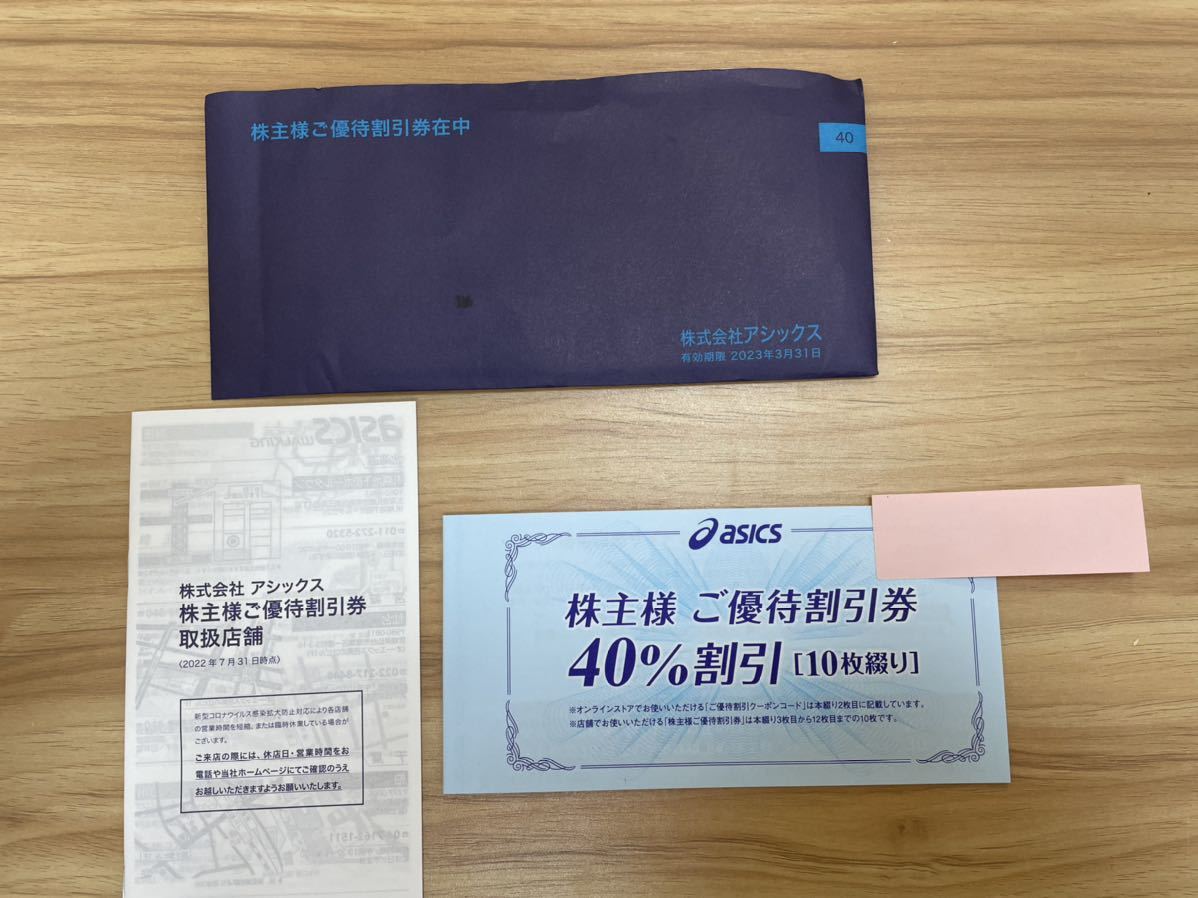 株主様ご優待割引券在中
40
株式会社アシックス
有効期限 2023年3月31日
asics
WALKING
011-272-5320
株式会社 アシックス
株主様ご優待割引券
取扱店舗
(2022年7月31日時点)
新型コロナウイルス感染拡大防止対応により各店舗
の営業時間を短縮、または臨時休業している場合が
ございます。
ご来店の際には、休店日・営業時間をお
電話や当社ホームページにてご確認のうえ
お越しいただきますようお願いいたします。
asics
株主様 ご優待割引券
40%割引[10枚綴り]
※オンラインストアでお使いいただける「ご優待割引クーポンコード」は本綴り2枚目に記載しています。
※店舗でお使いいただける「株主様ご優待割引券」は本綴り3枚目から12枚目までの10枚です。